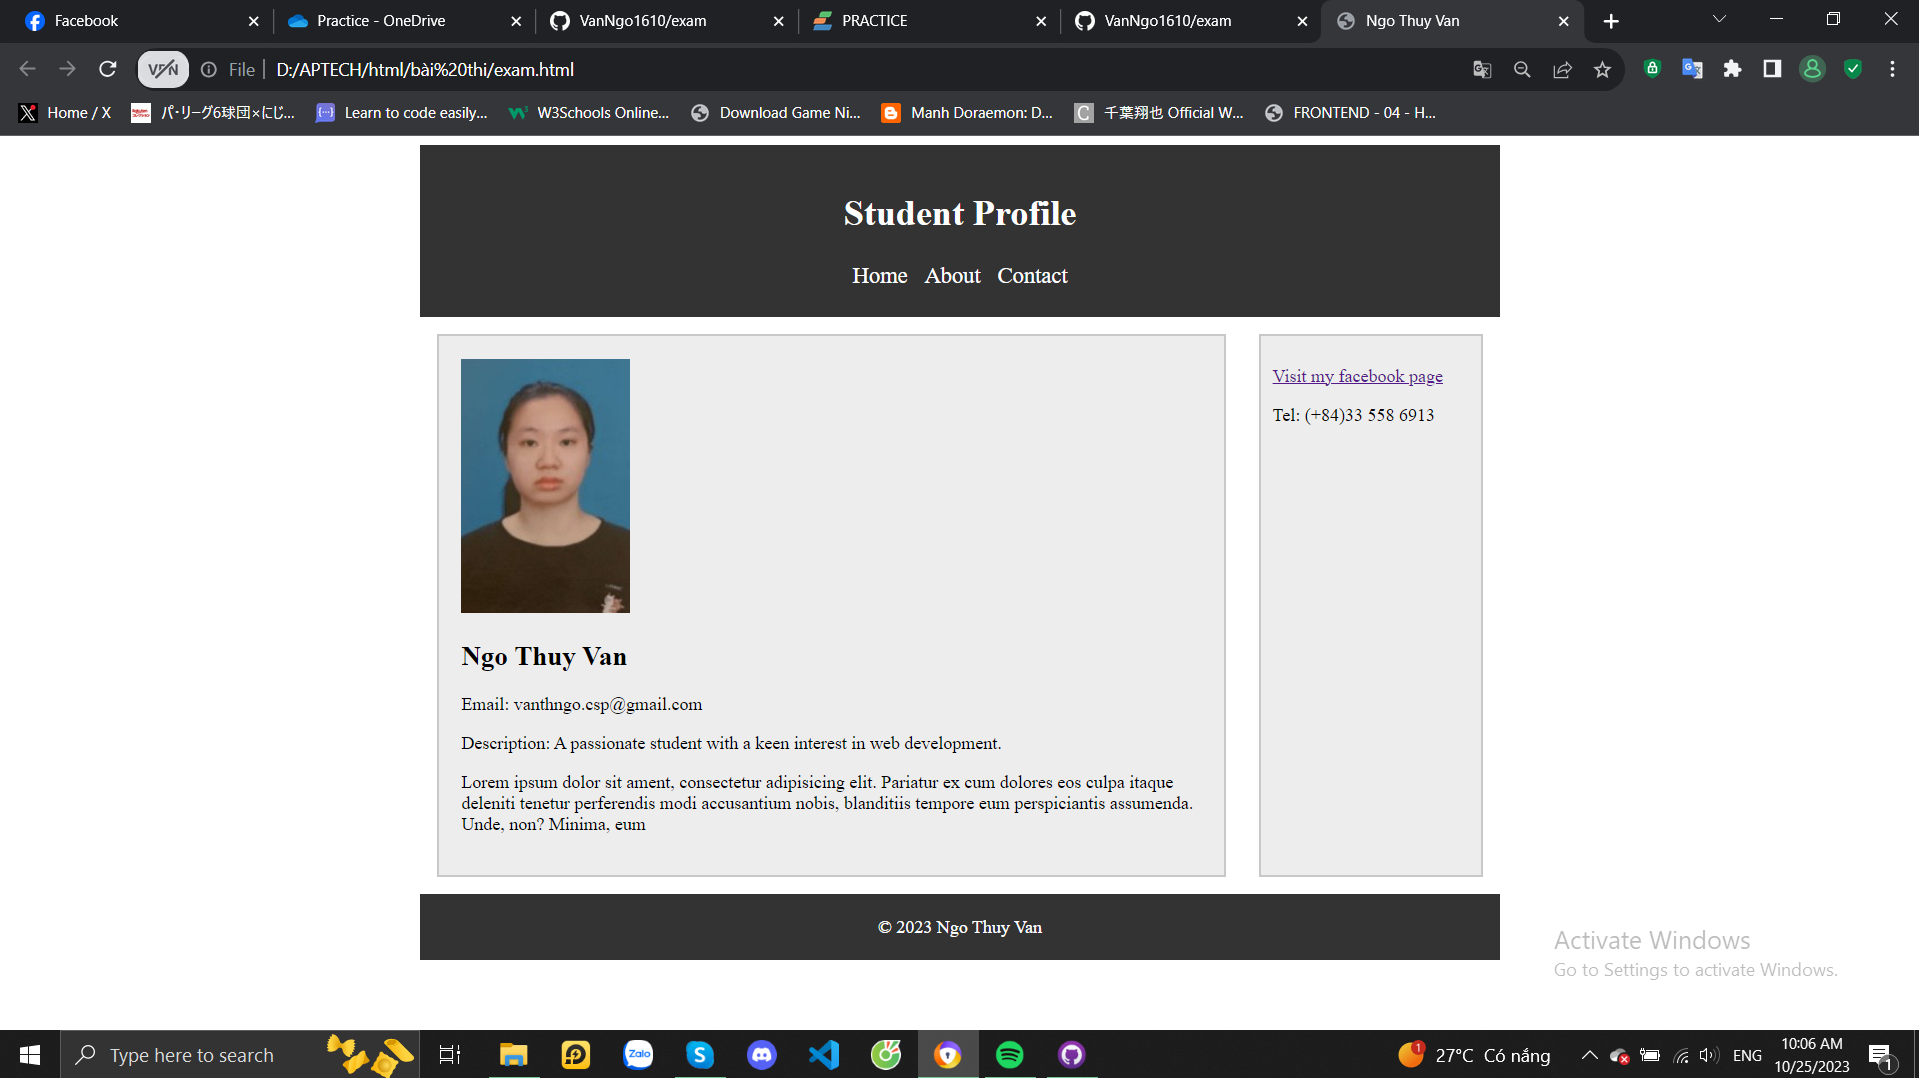 Facebook
Practice - OneDrive
VanNgo1610/exam
PRACTICE
VanNgo1610/exam
Ngo Thuy Van
VPN
File
D:/APTECH/html/bài%20thi/exam.html
Home / X
パ・リーグ6球団×にじ...
Learn to code easily...
W3Schools Online...
Download Game Ni...
Manh Doraemon: D...
千葉翔也 Official W...
FRONTEND - 04 - H...
Student Profile
Home About Contact
Visit my facebook page
Tel: (+84)33 558 6913
Ngo Thuy Van
Email: vanthngo.csp@gmail.com
Description: A passionate student with a keen interest in web development.
Lorem ipsum dolor sit ament, consectetur adipisicing elit. Pariatur ex cum dolores eos culpa itaque
deleniti tenetur perferendis modi accusantium nobis, blanditiis tempore eum perspiciantis assumenda.
Unde, non? Minima, eum
© 2023 Ngo Thuy Van
Activate Windows
Go to Settings to activate Windows.
Type here to search
Zalo
1
27°C Có nắng
ENG
10:06 AM
10/25/2023
1